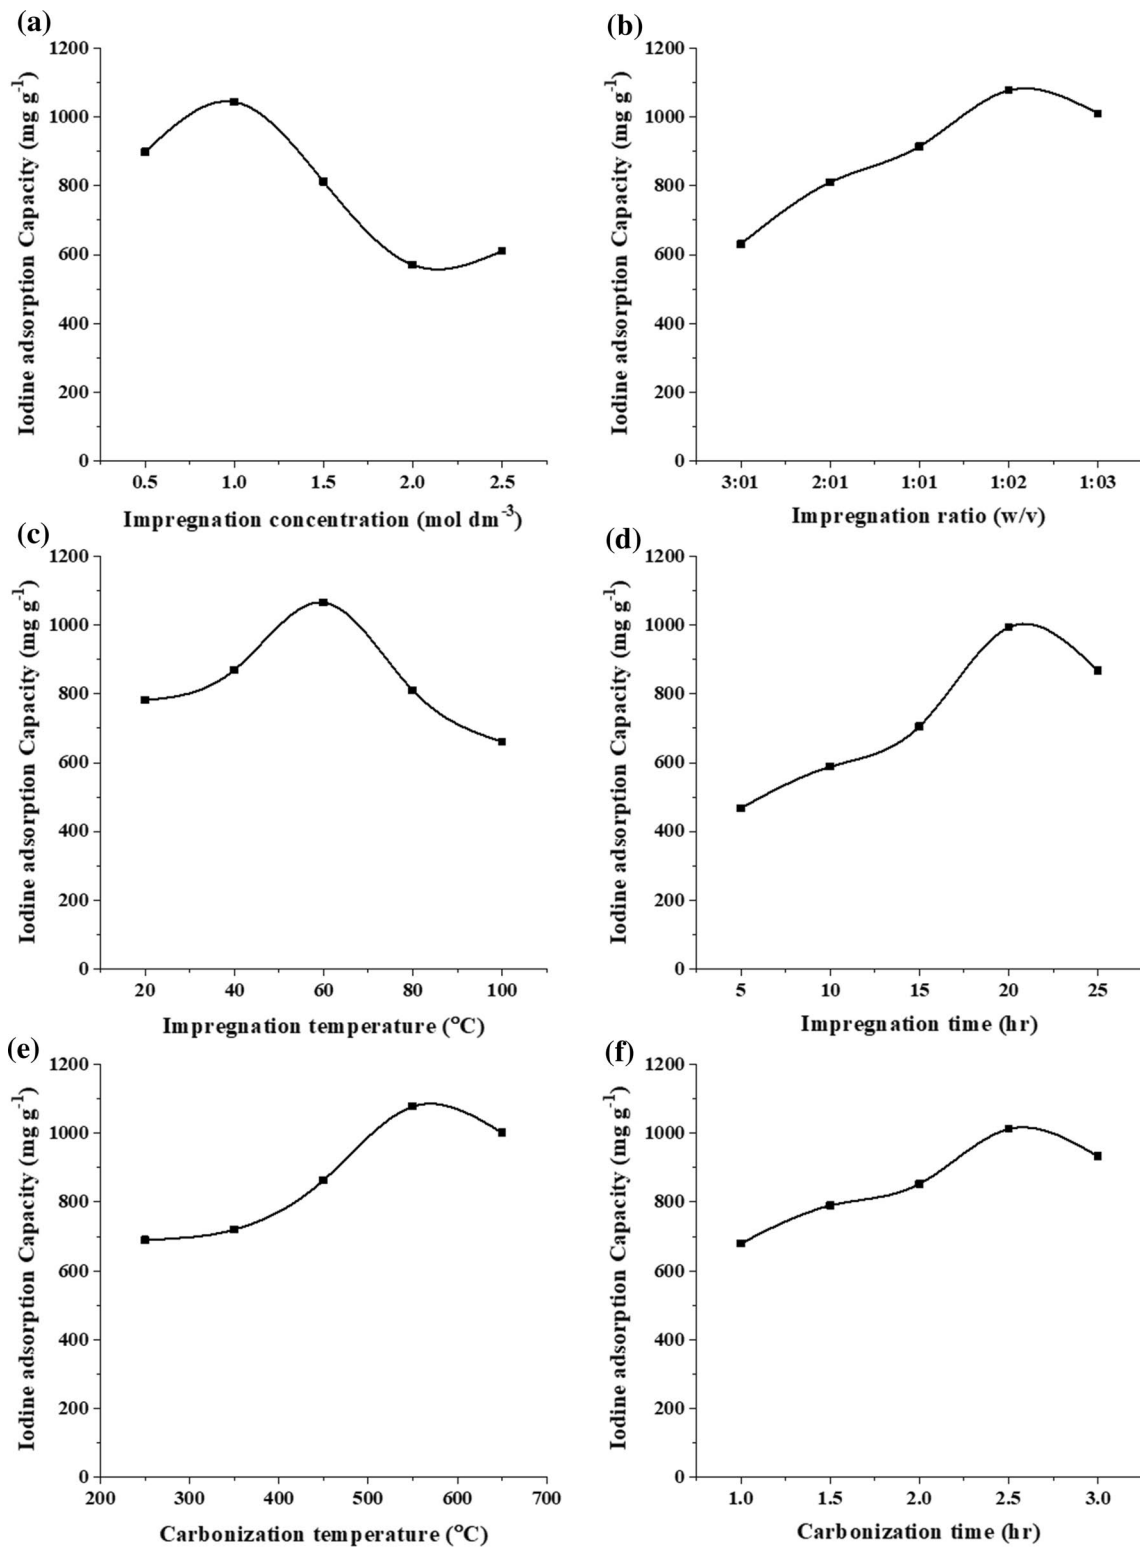 (a)
Iodine adsorption Capacity (mg g-1)
1200
1000
800
600
400
200
0
0.5 1.0 1.5 2.0 2.5
Impregnation concentration (mol dm-3)
(b)
Iodine adsorption Capacity (mg g-1)
1200
1000
800
600
400
200
0
3:01 2:01 1:01 1:02 1:03
Impregnation ratio (w/v)
(c)
Iodine adsorption Capacity (mg g-1)
1200
1000
800
600
400
200
0
20 40 60 80 100
Impregnation temperature (°C)
(d)
Iodine adsorption Capacity (mg g-1)
1200
1000
800
600
400
200
0
5 10 15 20 25
Impregnation time (hr)
(e)
Iodine adsorption Capacity (mg g-1)
1200
1000
800
600
400
200
0
200 300 400 500 600 700
Carbonization temperature (°C)
(f)
Iodine adsorption Capacity (mg g-1)
1200
1000
800
600
400
200
0
1.0 1.5 2.0 2.5 3.0
Carbonization time (hr)